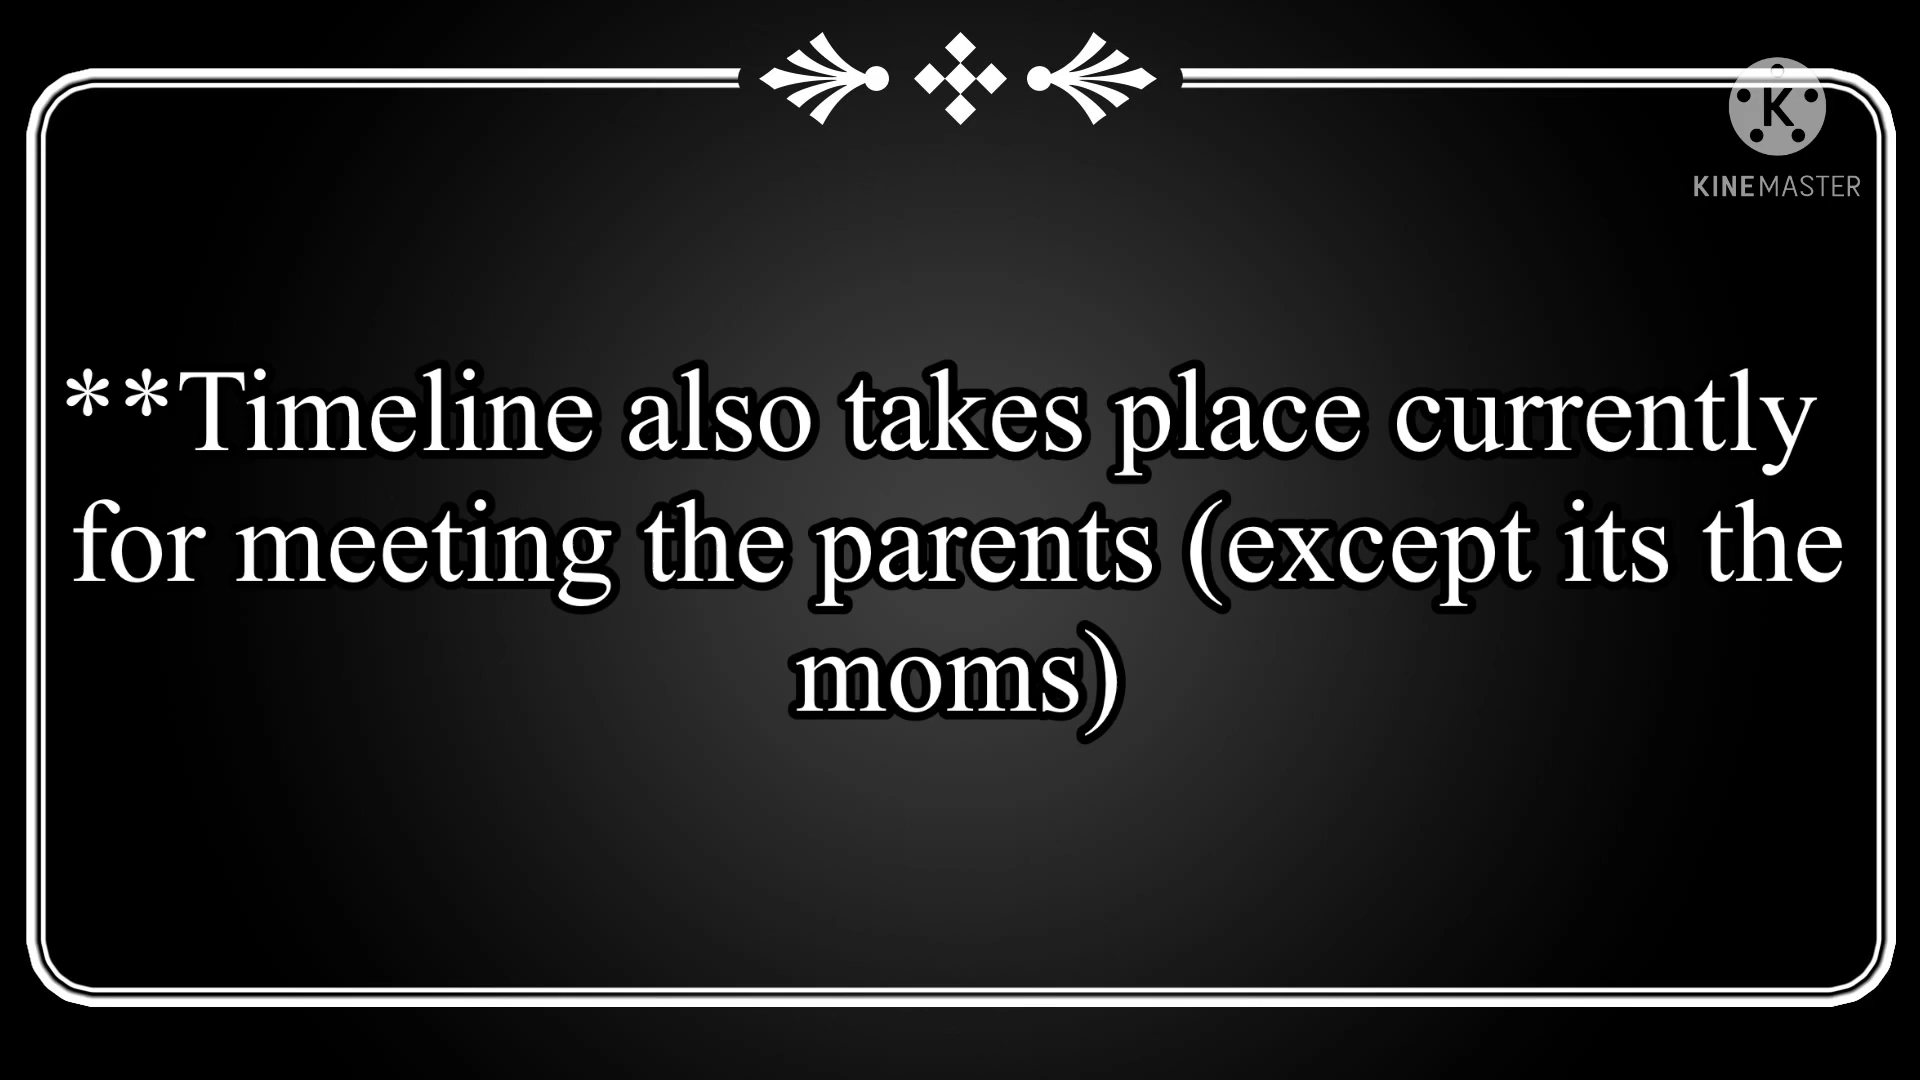 K
KINEMASTER
**Timeline also takes place currently
for meeting the parents (except its the
moms)